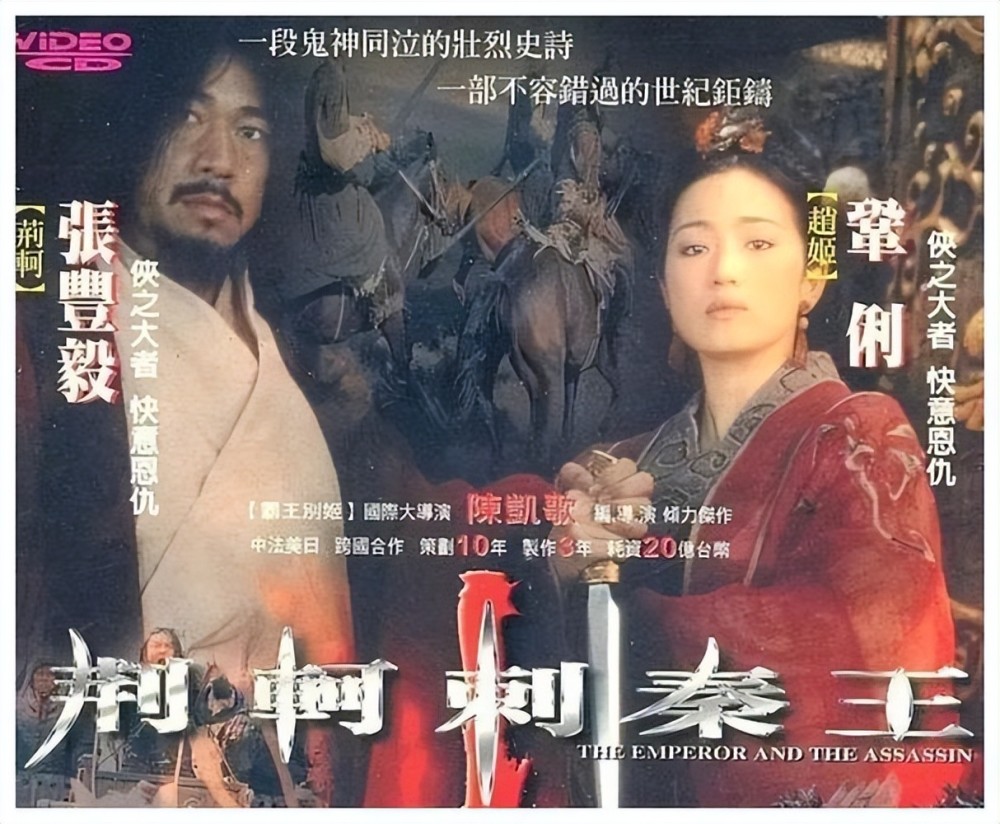 VIDEO
CD
一段鬼神同泣的壯烈史詩
一部不容錯過的世紀鉅鑄
【荊軻】
張豐毅
俠之大者 快意恩仇
【趙姬】
鞏俐
俠之大者 快意恩仇
【霸王別姬】國際大導演 陳凱歌 編.導.演 傾力傑作
中法美日 跨國合作 策劃10年 製作3年 耗資20億台幣
荊軻刺秦王
THE EMPEROR AND THE ASSASSIN